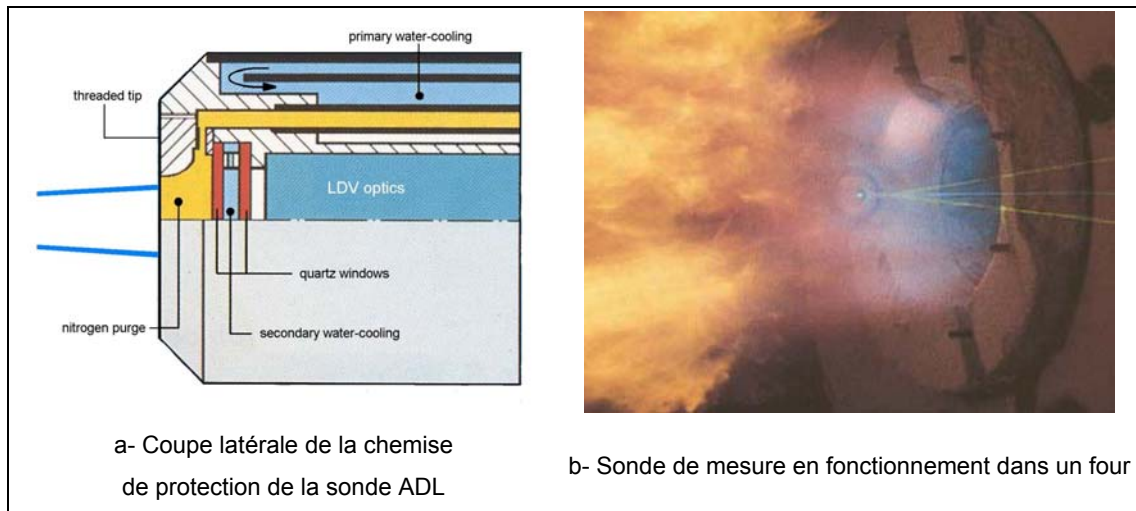 primary water-cooling
threaded tip
LDV optics
quartz windows
nitrogen purge
secondary water-cooling
a- Coupe latérale de la chemise
de protection de la sonde ADL
b- Sonde de mesure en fonctionnement dans un four